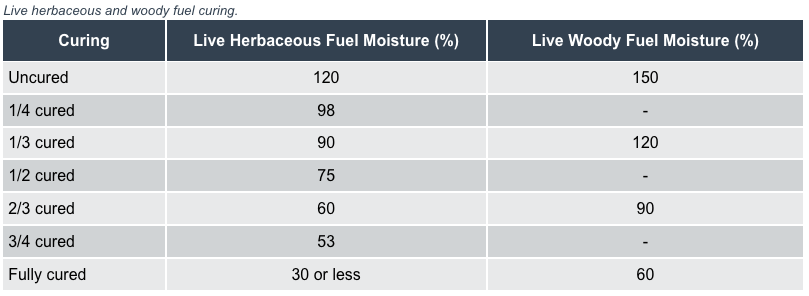 Live herbaceous and woody fuel curing.
Curing Live Herbaceous Fuel Moisture (%) Live Woody Fuel Moisture (%)
Uncured 120 150
1/4 cured 98 -
1/3 cured 90 120
1/2 cured 75 -
2/3 cured 60 90
3/4 cured 53 -
Fully cured 30 or less 60